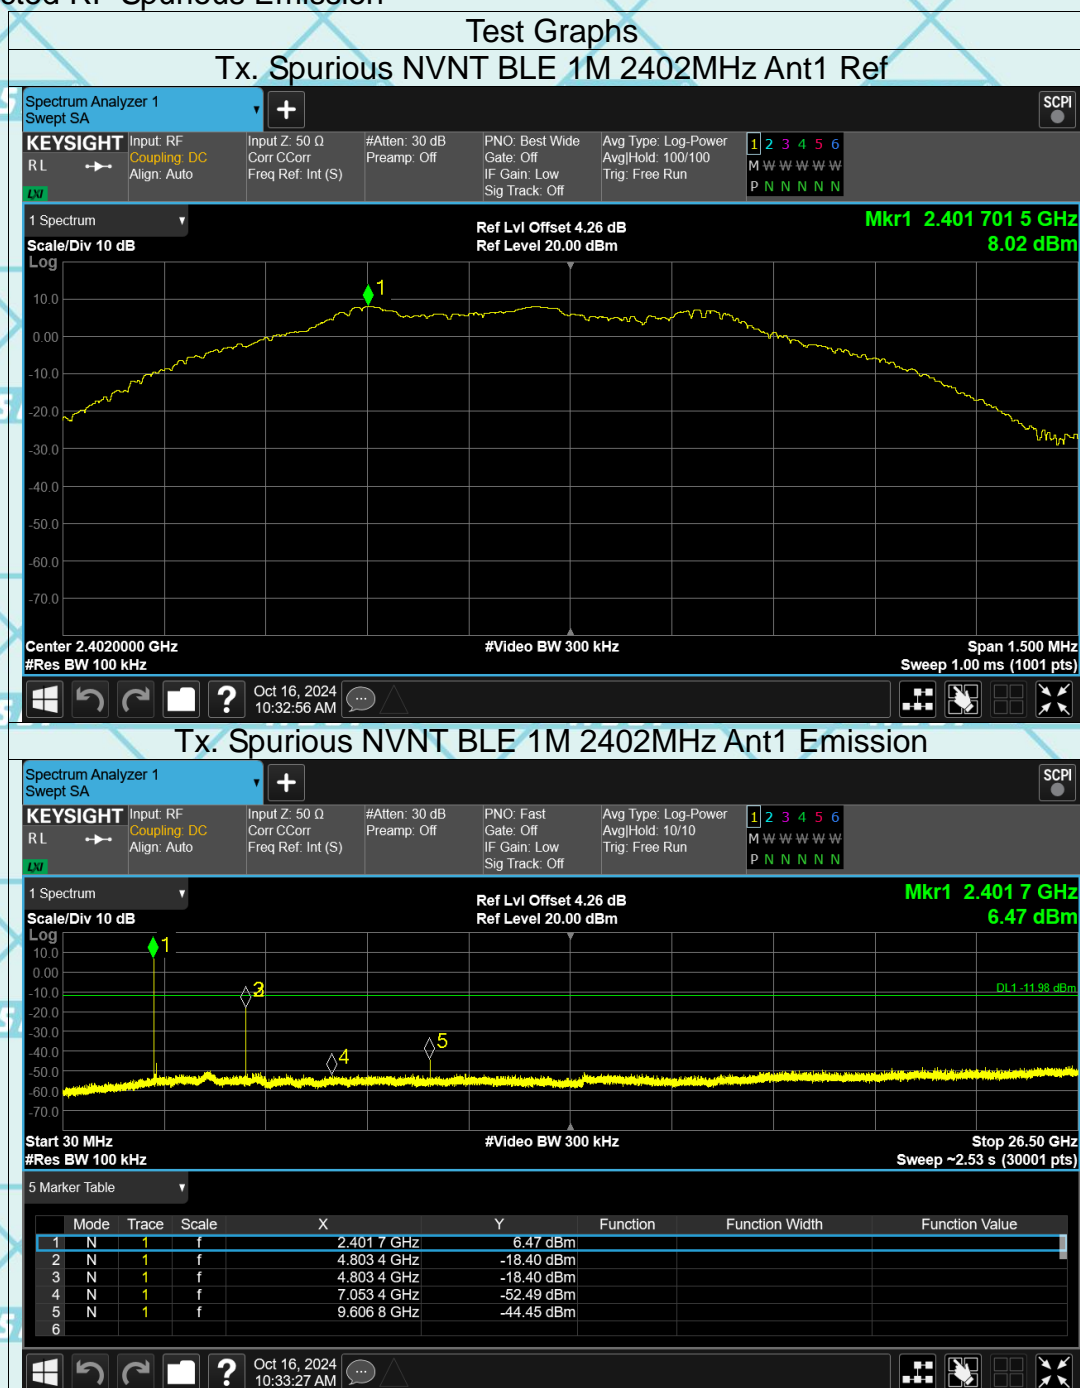 Test Graphs
Tx. Spurious NVNT BLE 1M 2402MHz Ant1 Ref
Spectrum Analyzer 1
Swept SA
+
SCPI
KEYSIGHT
RL
LXI
Input: RF
Coupling: DC
Align: Auto
Input Z: 50 Ω
Corr CCorr
Freq Ref: Int (S)
#Atten: 30 dB
Preamp: Off
PNO: Best Wide
Gate: Off
IF Gain: Low
Sig Track: Off
Avg Type: Log-Power
Avg|Hold: 100/100
Trig: Free Run
1 2 3 4 5 6
M W W W W W
P N N N N N
1 Spectrum
Scale/Div 10 dB
Log
Ref Lvl Offset 4.26 dB
Ref Level 20.00 dBm
Mkr1 2.401 701 5 GHz
8.02 dBm
1
10.0
0.00
-10.0
-20.0
-30.0
-40.0
-50.0
-60.0
-70.0
Center 2.4020000 GHz
#Video BW 300 kHz
Span 1.500 MHz
#Res BW 100 kHz
Sweep 1.00 ms (1001 pts)
?
Oct 16, 2024
10:32:56 AM
Tx. Spurious NVNT BLE 1M 2402MHz Ant1 Emission
Spectrum Analyzer 1
Swept SA
+
SCPI
KEYSIGHT
RL
LXI
Input: RF
Coupling: DC
Align: Auto
Input Z: 50 Ω
Corr CCorr
Freq Ref: Int (S)
#Atten: 30 dB
Preamp: Off
PNO: Fast
Gate: Off
IF Gain: Low
Sig Track: Off
Avg Type: Log-Power
Avg|Hold: 10/10
Trig: Free Run
1 2 3 4 5 6
M W W W W W
P N N N N N
1 Spectrum
Scale/Div 10 dB
Log
Ref Lvl Offset 4.26 dB
Ref Level 20.00 dBm
Mkr1 2.401 7 GHz
6.47 dBm
1
3
4
5
DL1 -11.98 dBm
10.0
0.00
-10.0
-20.0
-30.0
-40.0
-50.0
-60.0
-70.0
Start 30 MHz
#Video BW 300 kHz
Stop 26.50 GHz
#Res BW 100 kHz
Sweep ~2.53 s (30001 pts)
5 Marker Table
Mode Trace Scale X Y Function Function Width Function Value
1 N 1 f 2.401 7 GHz 6.47 dBm
2 N 1 f 4.803 4 GHz -18.40 dBm
3 N 1 f 4.803 4 GHz -18.40 dBm
4 N 1 f 7.053 4 GHz -52.49 dBm
5 N 1 f 9.606 8 GHz -44.45 dBm
6
?
Oct 16, 2024
10:33:27 AM